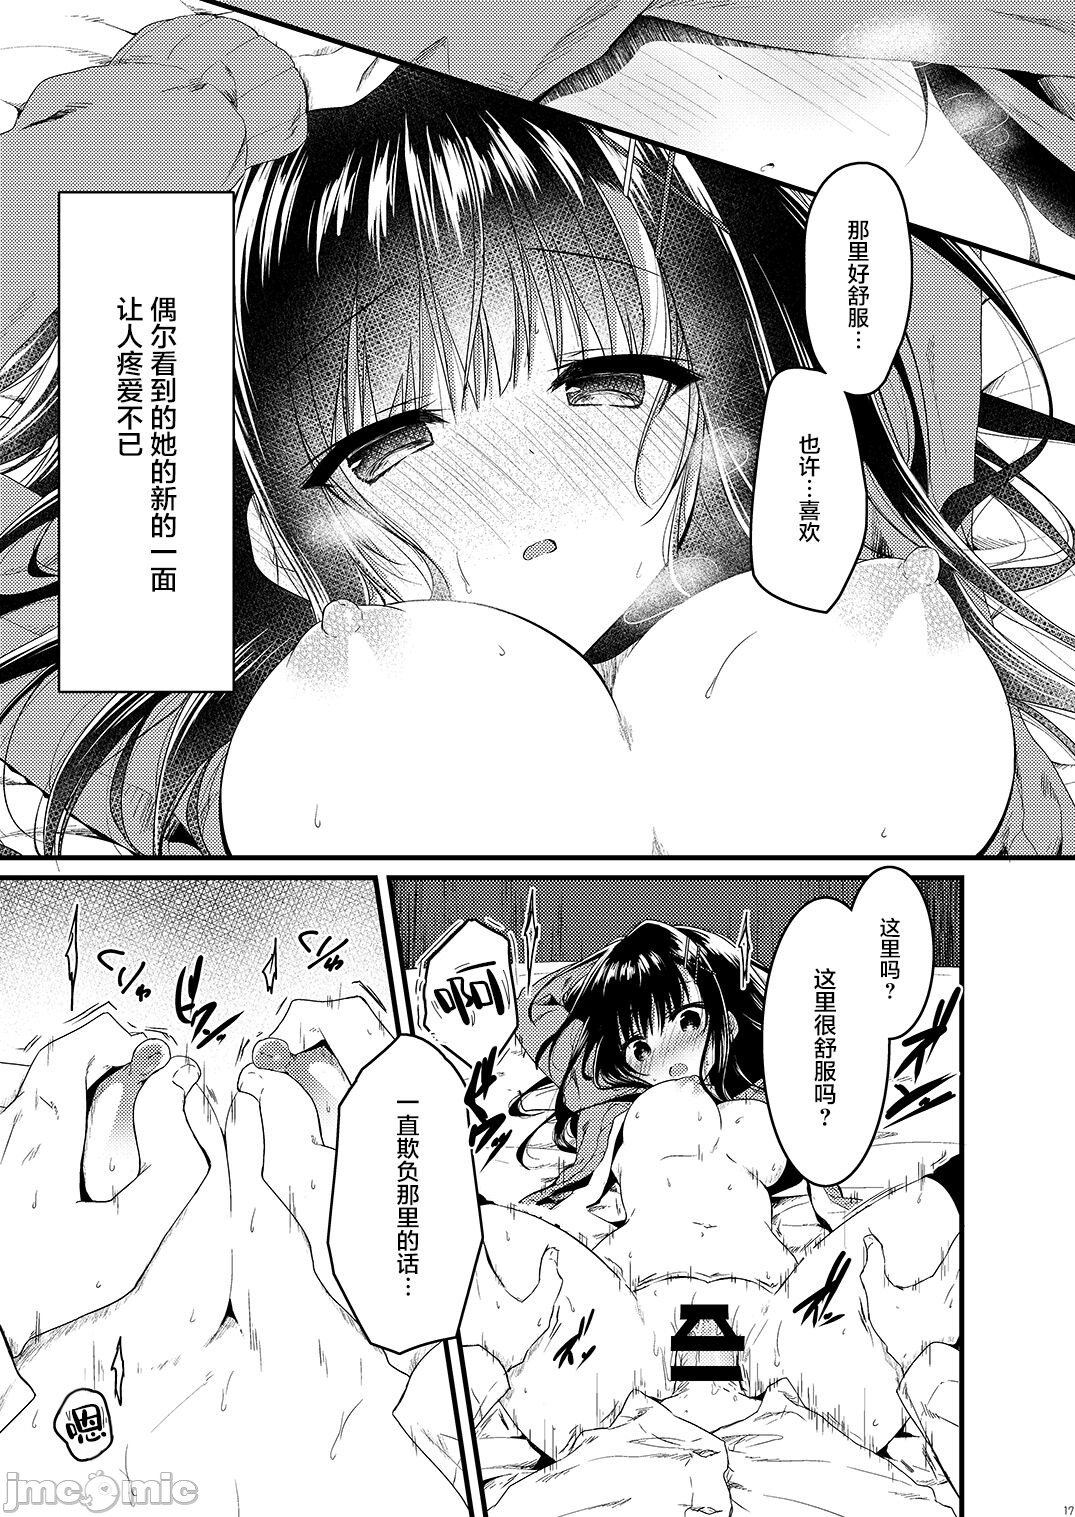 那里好舒服…
也许…喜欢
偶尔看到的她的新的一面
让人疼爱不已
这里吗?
这里很舒服吗?
啊
一直欺负那里的话…
嗯
jmcomic
17